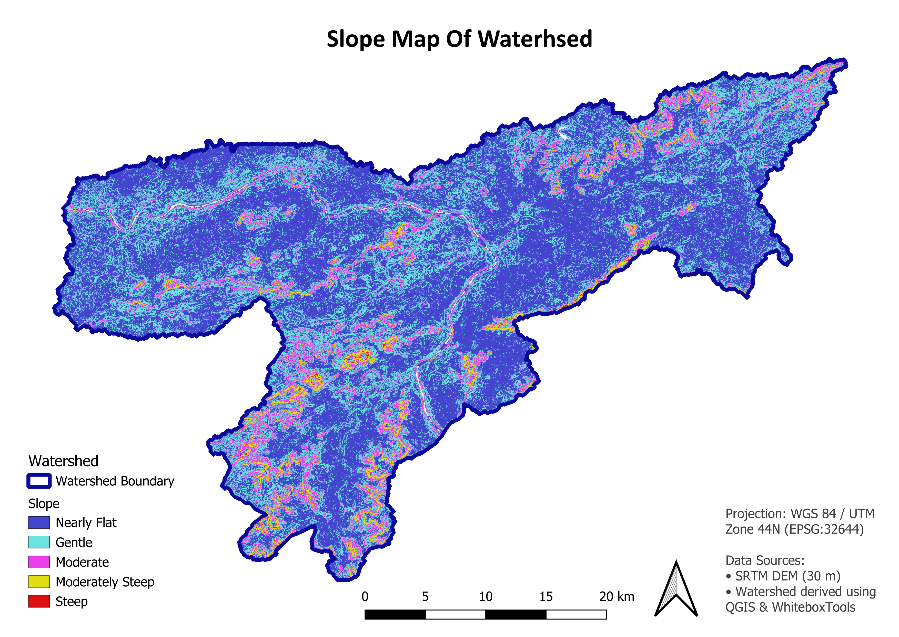 Slope Map Of Waterhsed
Watershed
Watershed Boundary
Slope
Nearly Flat
Gentle
Moderate
Moderately Steep
Steep
0 5 10 15 20 km
Projection: WGS 84 / UTM
Zone 44N (EPSG:32644)
Data Sources:
• SRTM DEM (30 m)
• Watershed derived using
QGIS & WhiteboxTools